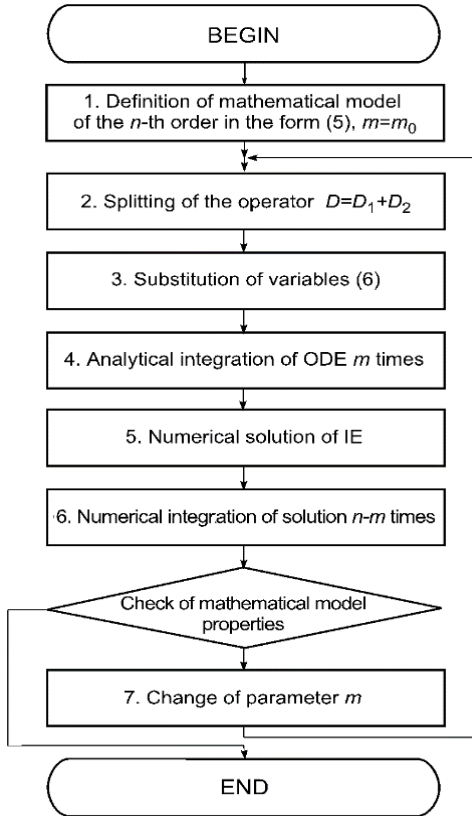 BEGIN
1. Definition of mathematical model
of the n-th order in the form (5), m=m₀
2. Splitting of the operator D=D₁+D₂
3. Substitution of variables (6)
4. Analytical integration of ODE m times
5. Numerical solution of IE
6. Numerical integration of solution n-m times
Check of mathematical model
properties
7. Change of parameter m
END